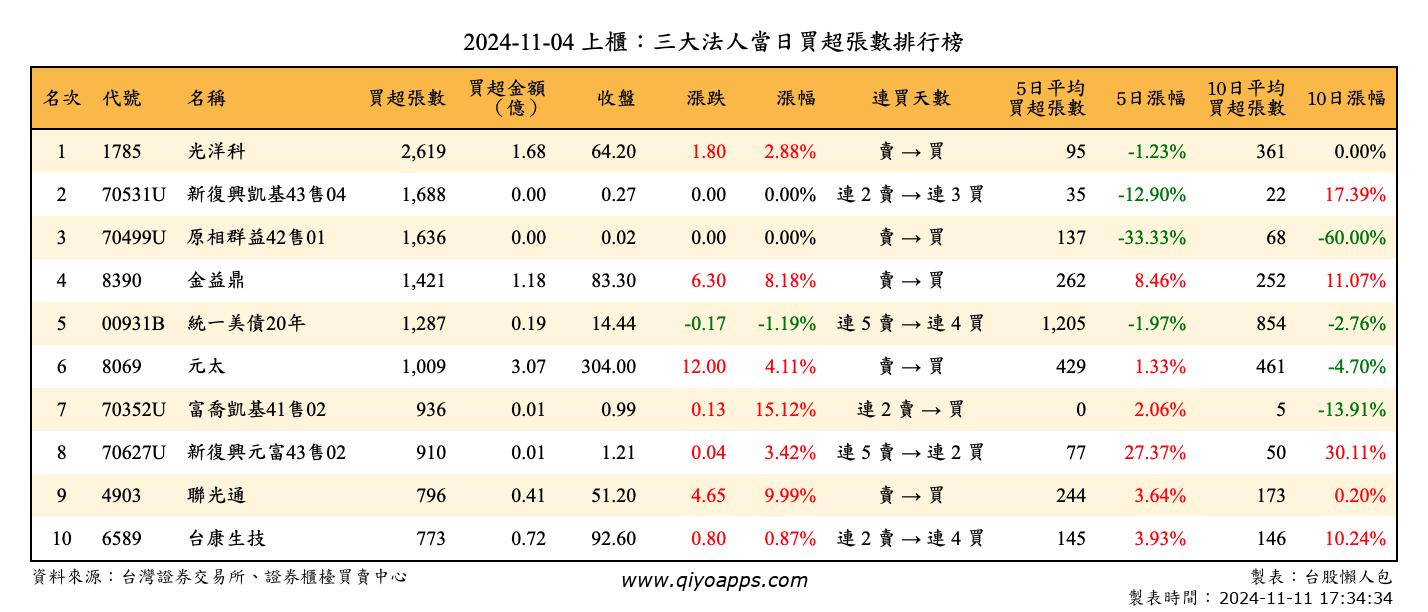 2024-11-04 上櫃：三大法人當日買超張數排行榜
名次 代號 名稱 買超張數 買超金額（億） 收盤 漲跌 漲幅 連買天數 5日平均買超張數 5日漲幅 10日平均買超張數 10日漲幅
1 1785 光洋科 2,619 1.68 64.20 1.80 2.88% 賣 → 買 95 -1.23% 361 0.00%
2 70531U 新復興凱基43售04 1,688 0.00 0.27 0.00 0.00% 連 2 賣 → 連 3 買 35 -12.90% 22 17.39%
3 70499U 原相群益42售01 1,636 0.00 0.02 0.00 0.00% 賣 → 買 137 -33.33% 68 -60.00%
4 8390 金益鼎 1,421 1.18 83.30 6.30 8.18% 賣 → 買 262 8.46% 252 11.07%
5 00931B 統一美債20年 1,287 0.19 14.44 -0.17 -1.19% 連 5 賣 → 連 4 買 1,205 -1.97% 854 -2.76%
6 8069 元太 1,009 3.07 304.00 12.00 4.11% 賣 → 買 429 1.33% 461 -4.70%
7 70352U 富喬凱基41售02 936 0.01 0.99 0.13 15.12% 連 2 賣 → 買 0 2.06% 5 -13.91%
8 70627U 新復興元富43售02 910 0.01 1.21 0.04 3.42% 連 5 賣 → 連 2 買 77 27.37% 50 30.11%
9 4903 聯光通 796 0.41 51.20 4.65 9.99% 賣 → 買 244 3.64% 173 0.20%
10 6589 台康生技 773 0.72 92.60 0.80 0.87% 連 2 賣 → 連 4 買 145 3.93% 146 10.24%
資料來源：台灣證券交易所、證券櫃檯買賣中心 www.qiyoapps.com 製表：台股懶人包
製表時間：2024-11-11 17:34:34